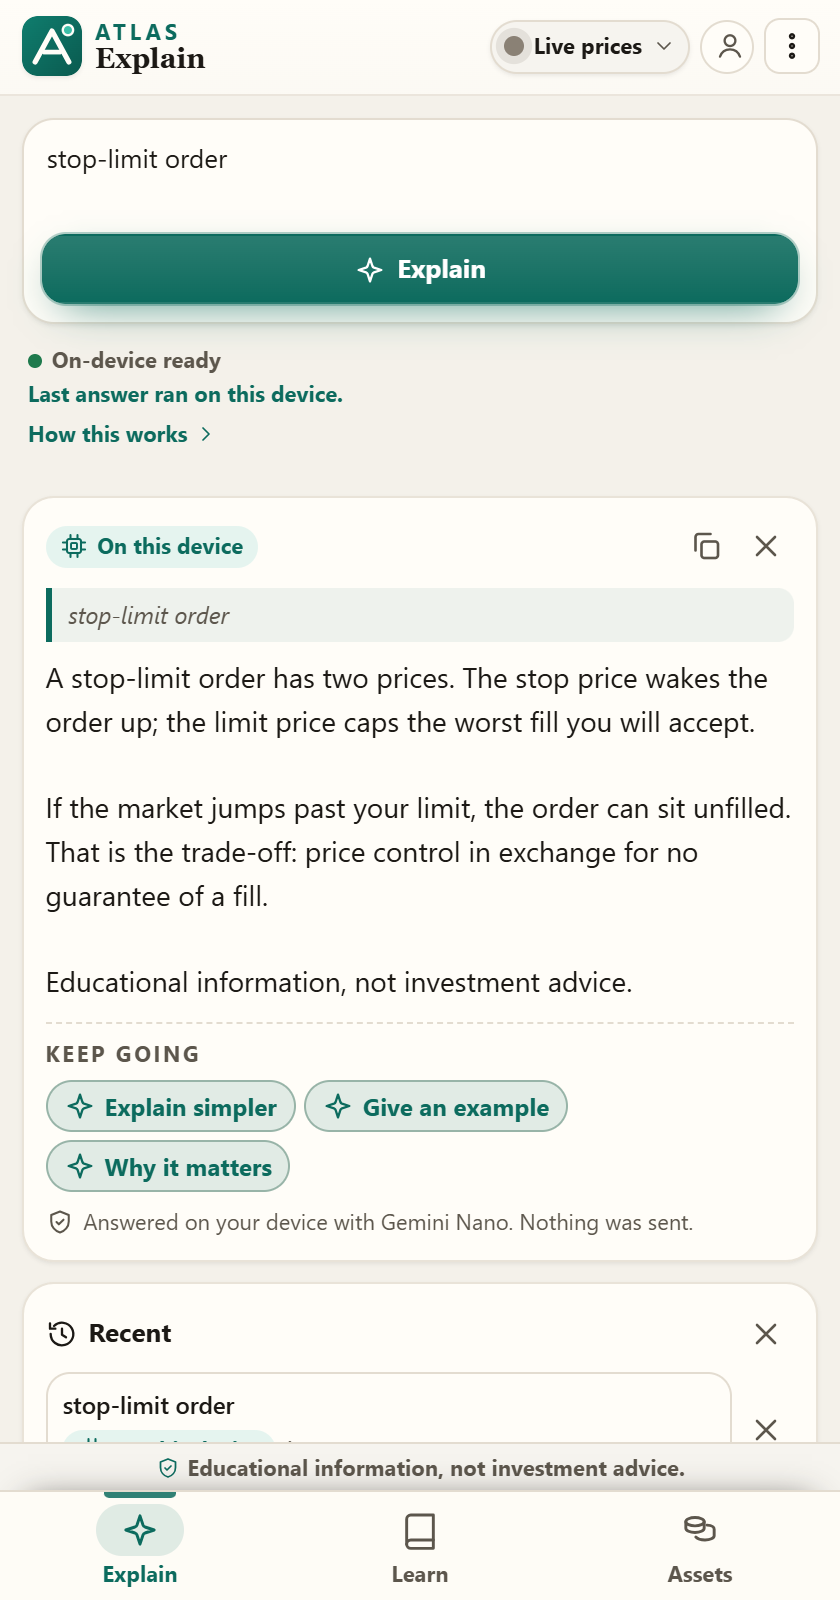 ATLAS
Explain
Live prices
stop-limit order
Explain
On-device ready
Last answer ran on this device.
How this works
On this device
stop-limit order
A stop-limit order has two prices. The stop price wakes the
order up; the limit price caps the worst fill you will accept.
If the market jumps past your limit, the order can sit unfilled.
That is the trade-off: price control in exchange for no
guarantee of a fill.
Educational information, not investment advice.
KEEP GOING
Explain simpler
Give an example
Why it matters
Answered on your device with Gemini Nano. Nothing was sent.
Recent
stop-limit order
Educational information, not investment advice.
Explain
Learn
Assets